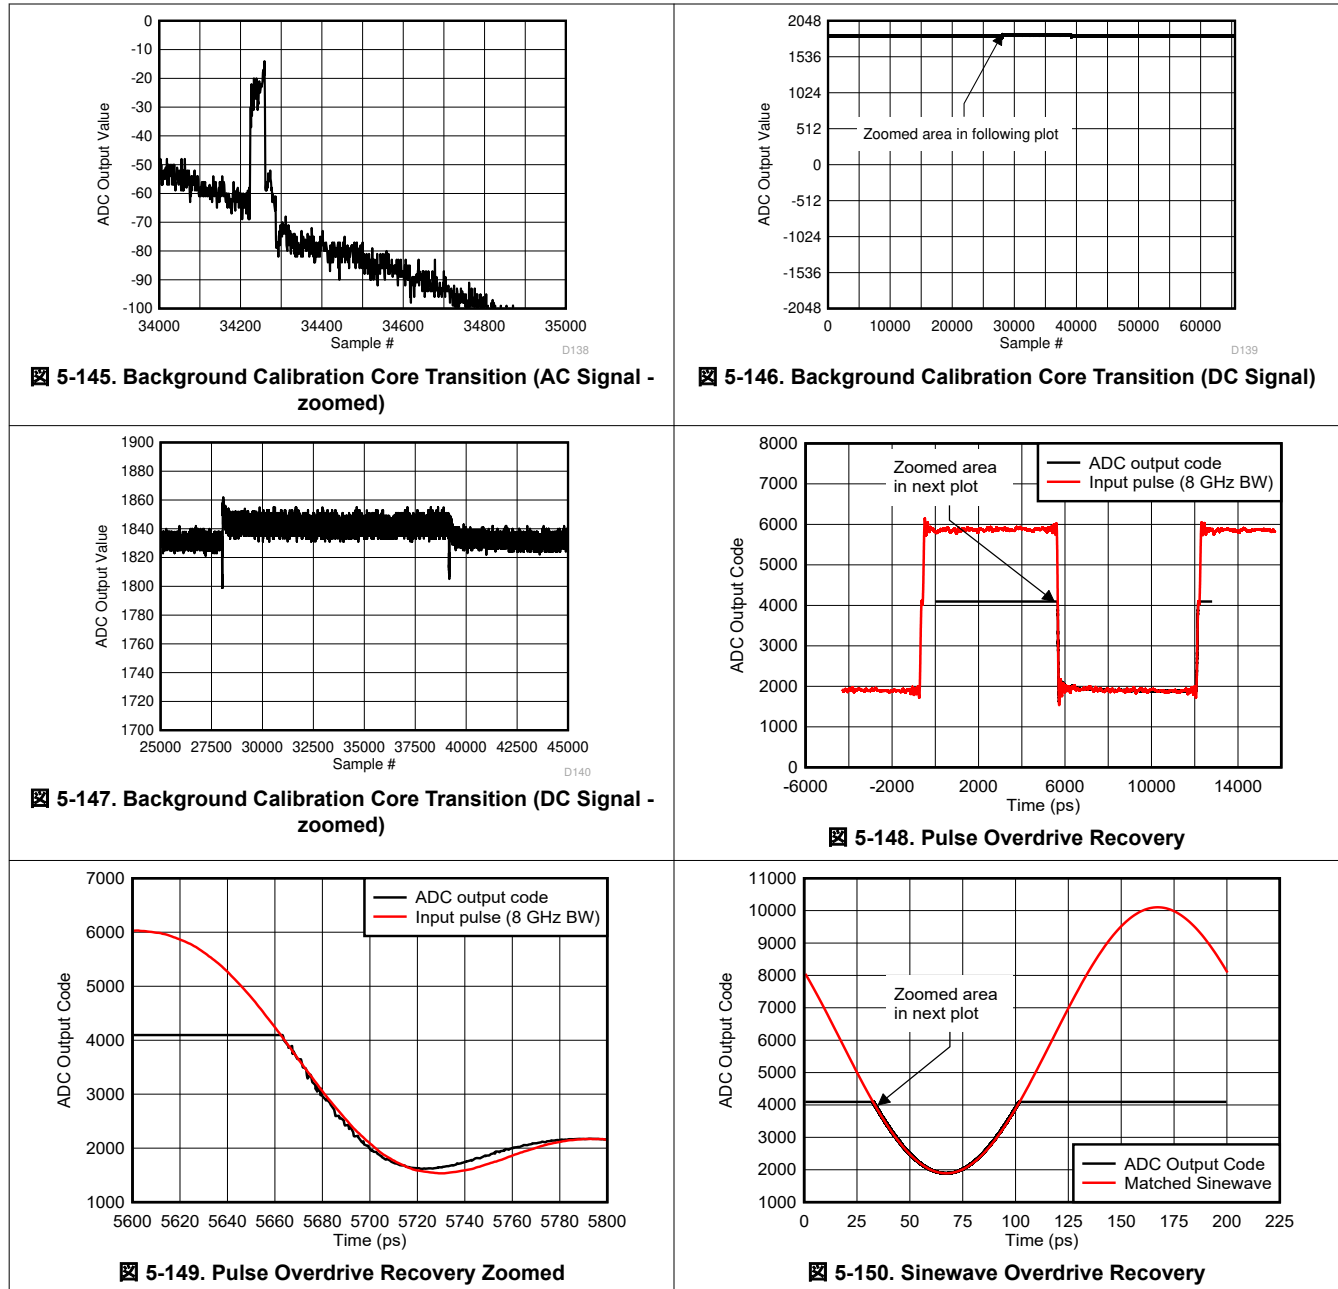 0
-10
-20
-30
-40
-50
-60
-70
-80
-90
-100
ADC Output Value
34000 34200 34400 34600 34800 35000
Sample #
D138
図 5-145. Background Calibration Core Transition (AC Signal -
zoomed)
2048
1536
1024
512
0
-512
-1024
-1536
-2048
ADC Output Value
Zoomed area in following plot
0 10000 20000 30000 40000 50000 60000
Sample #
D139
図 5-146. Background Calibration Core Transition (DC Signal)
1900
1880
1860
1840
1820
1800
1780
1760
1740
1720
1700
ADC Output Value
25000 27500 30000 32500 35000 37500 40000 42500 45000
Sample #
D140
図 5-147. Background Calibration Core Transition (DC Signal -
zoomed)
8000
7000
6000
5000
4000
3000
2000
1000
0
ADC Output Code
Zoomed area
in next plot
ADC output code
Input pulse (8 GHz BW)
-6000 -2000 2000 6000 10000 14000
Time (ps)
図 5-148. Pulse Overdrive Recovery
7000
6000
5000
4000
3000
2000
1000
ADC Output Code
ADC output code
Input pulse (8 GHz BW)
5600 5620 5640 5660 5680 5700 5720 5740 5760 5800
Time (ps)
図 5-149. Pulse Overdrive Recovery Zoomed
11000
10000
9000
8000
7000
6000
5000
4000
3000
2000
1000
ADC Output Code
Zoomed area
in next plot
ADC Output Code
Matched Sinewave
0 25 50 75 100 125 150 175 200 225
Time (ps)
図 5-150. Sinewave Overdrive Recovery